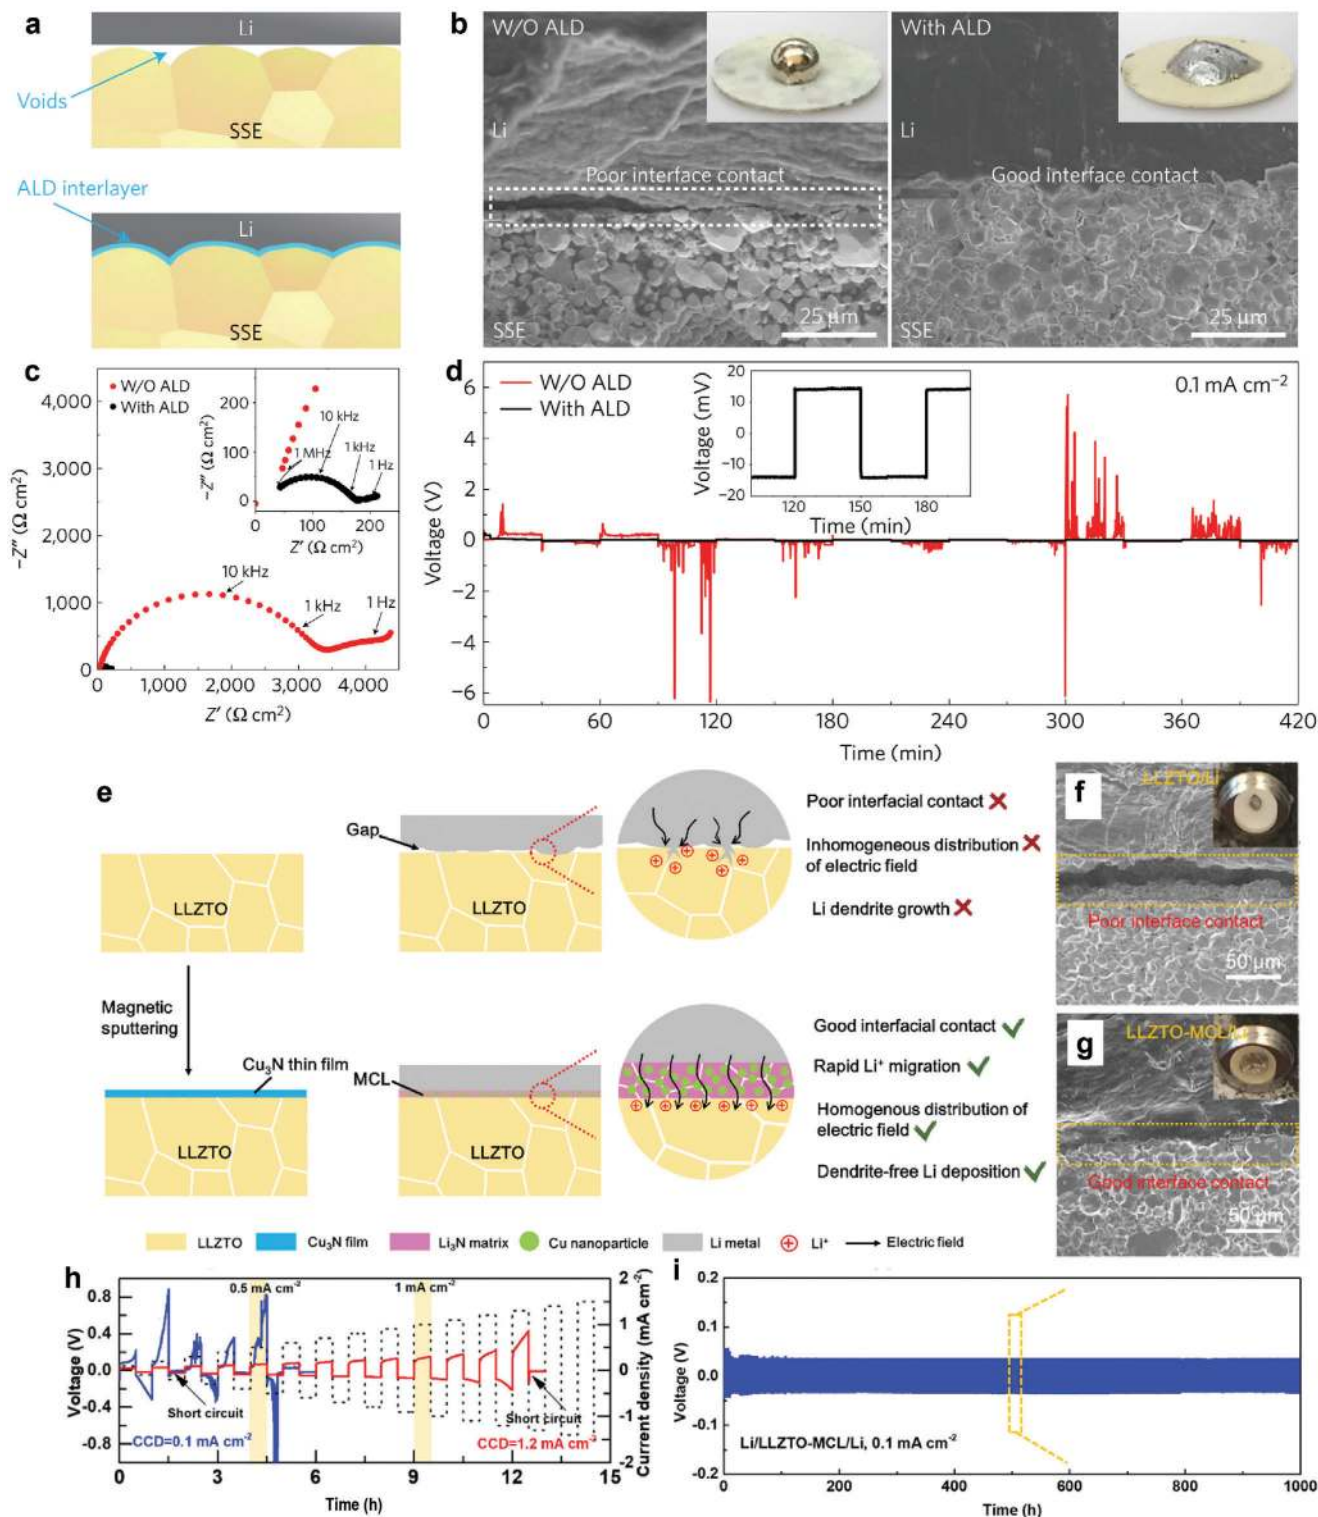 a
Li
Voids
SSE
ALD interlayer
Li
SSE
b
W/O ALD
Li
Poor interface contact
SSE
25 μm
With ALD
Li
Good interface contact
SSE
25 μm
c
W/O ALD
With ALD
4,000
3,000
2,000
1,000
0
−Z″ (Ω cm²)
0
1,000
2,000
3,000
4,000
Z′ (Ω cm²)
10 kHz
1 kHz
1 Hz
200
100
0
−Z″ (Ω cm²)
10 kHz
1 MHz
1 kHz
1 Hz
0
100
200
Z′ (Ω cm²)
d
W/O ALD
With ALD
0.1 mA cm⁻²
6
4
2
0
−2
−4
−6
Voltage (V)
0
60
120
180
240
300
360
420
Time (min)
20
10
0
−10
−20
Voltage (mV)
120
150
180
Time (min)
e
Gap
LLZTO
LLZTO
Poor interfacial contact
Inhomogeneous distribution
of electric field
Li dendrite growth
Magnetic
sputtering
Cu₃N thin film
MCL
LLZTO
LLZTO
Good interfacial contact
Rapid Li⁺ migration
Homogenous distribution of
electric field
Dendrite-free Li deposition
LLZTO
Cu₃N film
Li₃N matrix
Cu nanoparticle
Li metal
Li⁺
Electric field
f
LLZTO/Li
Poor interface contact
50 μm
g
LLZTO-MCL/Li
Good interface contact
50 μm
h
0.5 mA cm⁻²
1 mA cm⁻²
0.8
0.4
0.0
-0.4
-0.8
Voltage (V)
Short circuit
CCD=0.1 mA cm⁻²
Short circuit
CCD=1.2 mA cm⁻²
2
1
0
-1
-2
Current density (mA cm⁻²)
0
3
6
9
12
15
Time (h)
i
0.2
0.1
0.0
-0.1
-0.2
Voltage (V)
Li/LLZTO-MCL/Li, 0.1 mA cm⁻²
0
200
400
600
800
1000
Time (h)